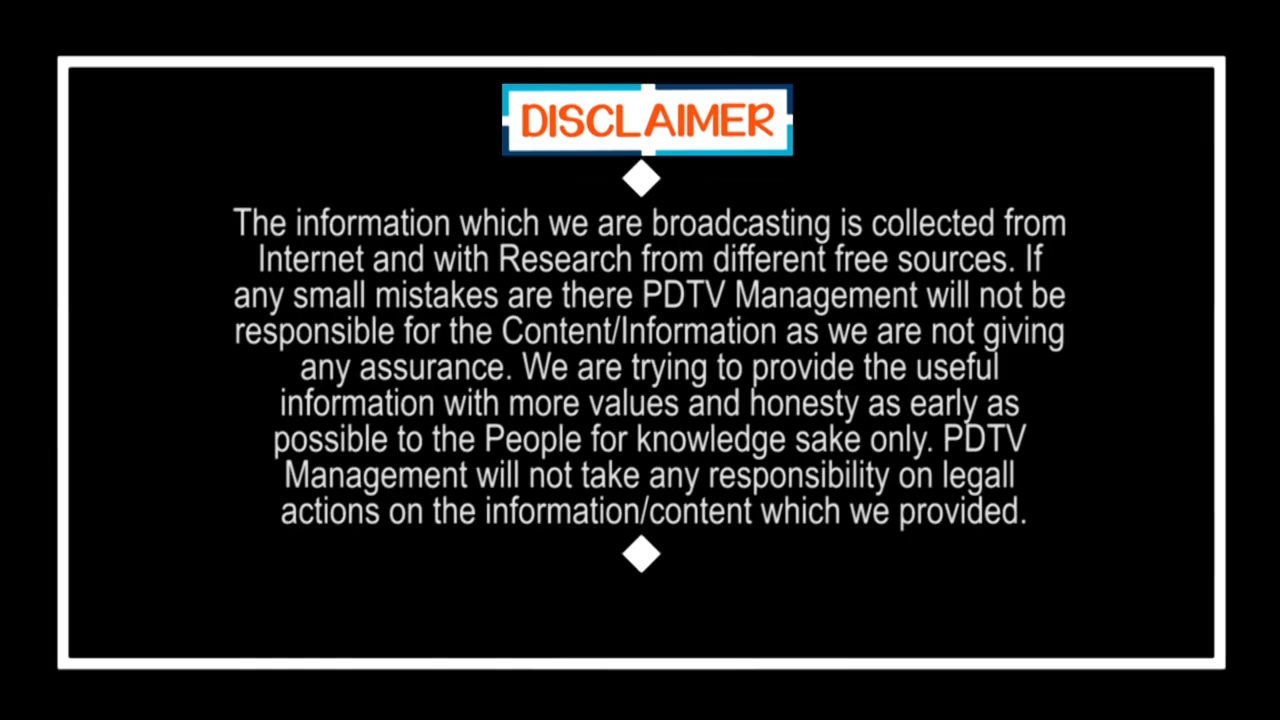 DISCLAIMER
The information which we are broadcasting is collected from
Internet and with Research from different free sources. If
any small mistakes are there PDTV Management will not be
responsible for the Content/Information as we are not giving
any assurance. We are trying to provide the useful
information with more values and honesty as early as
possible to the People for knowledge sake only. PDTV
Management will not take any responsibility on legall
actions on the information/content which we provided.